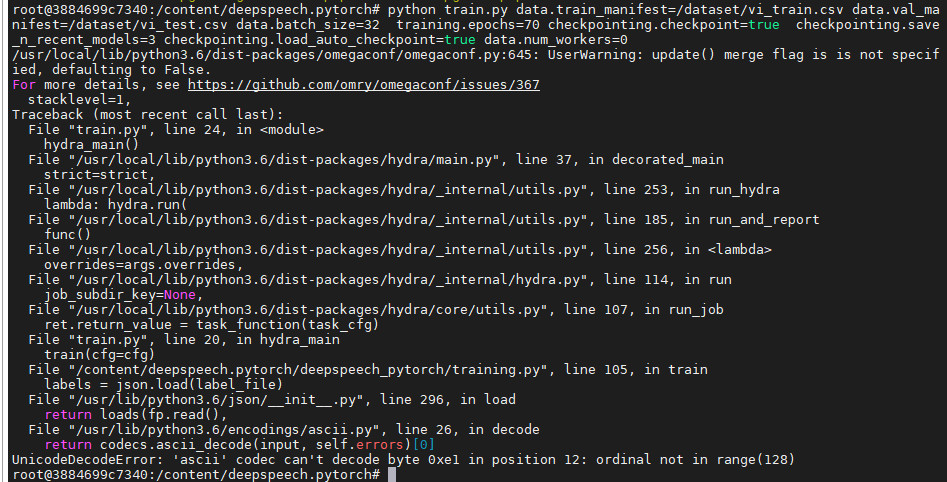 root@3884699c7340:/content/deepspeech.pytorch# python train.py data.train_manifest=/dataset/vi_train.csv data.val_ma
nifest=/dataset/vi_test.csv data.batch_size=32  training.epochs=70 checkpointing.checkpoint=true  checkpointing.save
_n_recent_models=3 checkpointing.load_auto_checkpoint=true data.num_workers=0
/usr/local/lib/python3.6/dist-packages/omegaconf/omegaconf.py:645: UserWarning: update() merge flag is is not specif
ied, defaulting to False.
For more details, see https://github.com/omry/omegaconf/issues/367
  stacklevel=1,
Traceback (most recent call last):
  File "train.py", line 24, in <module>
    hydra_main()
  File "/usr/local/lib/python3.6/dist-packages/hydra/main.py", line 37, in decorated_main
    strict=strict,
  File "/usr/local/lib/python3.6/dist-packages/hydra/_internal/utils.py", line 253, in run_hydra
    lambda: hydra.run(
  File "/usr/local/lib/python3.6/dist-packages/hydra/_internal/utils.py", line 185, in run_and_report
    func()
  File "/usr/local/lib/python3.6/dist-packages/hydra/_internal/utils.py", line 256, in <lambda>
    overrides=args.overrides,
  File "/usr/local/lib/python3.6/dist-packages/hydra/_internal/hydra.py", line 114, in run
    job_subdir_key=None,
  File "/usr/local/lib/python3.6/dist-packages/hydra/core/utils.py", line 107, in run_job
    ret.return_value = task_function(task_cfg)
  File "train.py", line 20, in hydra_main
    train(cfg=cfg)
  File "/content/deepspeech.pytorch/deepspeech_pytorch/training.py", line 105, in train
    labels = json.load(label_file)
  File "/usr/lib/python3.6/json/__init__.py", line 296, in load
    return loads(fp.read(),
  File "/usr/lib/python3.6/encodings/ascii.py", line 26, in decode
    return codecs.ascii_decode(input, self.errors)[0]
UnicodeDecodeError: 'ascii' codec can't decode byte 0xe1 in position 12: ordinal not in range(128)
root@3884699c7340:/content/deepspeech.pytorch#